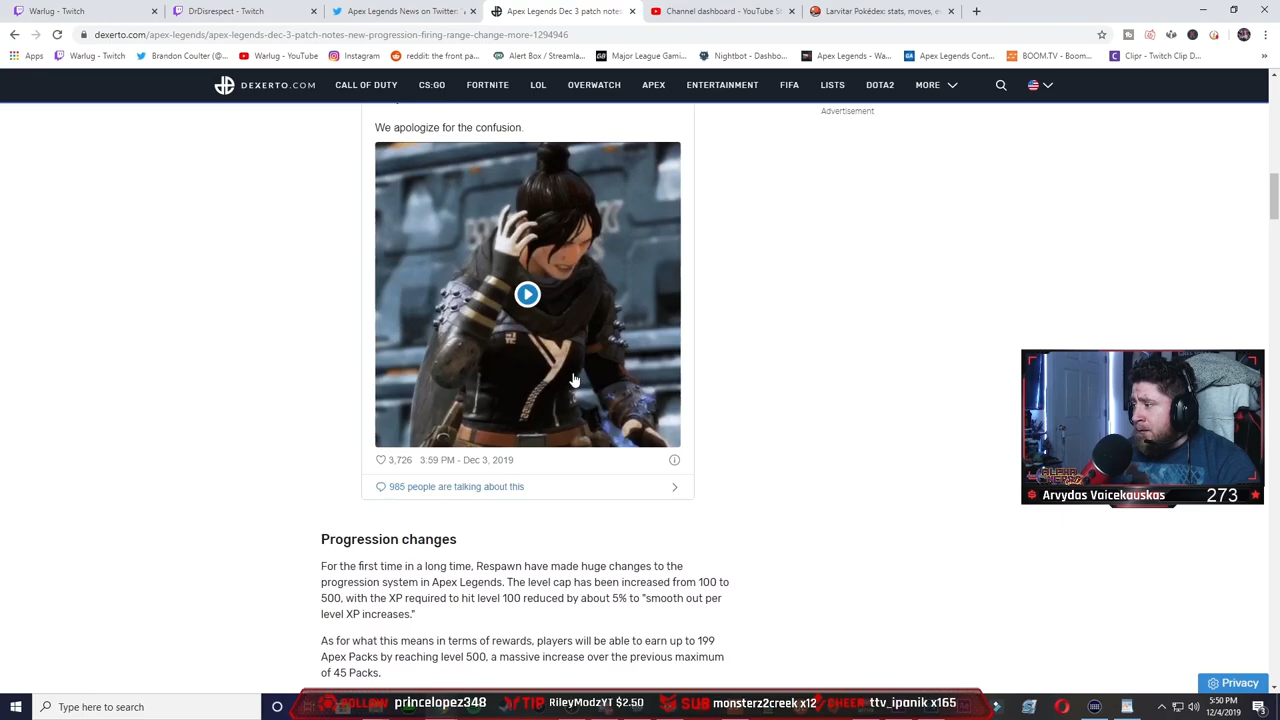 Warlug - Twitch
DrDisrespect - Twitch
Apex Legends News on Twitter
Apex Legends Dec 3 patch notes
Channel dashboard - YouTube S
Larvitar Pokédex: stats, moves, e
dexerto.com/apex-legends/apex-legends-dec-3-patch-notes-new-progression-firing-range-change-more-1294946
Apps Warlug - Twitch Brandon Coulter (@... Warlug - YouTube Instagram reddit: the front pa... Alert Box / Streamla... Major League Gami... Nightbot - Dashbo... Apex Legends - Wa... Apex Legends Cont... BOOM.TV - Boom... Clipr - Twitch Clip D...
DEXERTO.COM CALL OF DUTY CS:GO FORTNITE LOL OVERWATCH APEX ENTERTAINMENT FIFA LISTS DOTA2 MORE
Advertisement
We apologize for the confusion.
3,726 3:59 PM - Dec 3, 2019
985 people are talking about this
Arvydas Vaicekauskas 273
Progression changes
For the first time in a long time, Respawn have made huge changes to the
progression system in Apex Legends. The level cap has been increased from 100 to
500, with the XP required to hit level 100 reduced by about 5% to "smooth out per
level XP increases."
As for what this means in terms of rewards, players will be able to earn up to 199
Apex Packs by reaching level 500, a massive increase over the previous maximum
of 45 Packs.
Privacy
Type here to search
FOLLOW princelopez348 TIP RileyModzYT $2.50 SUB monsterz2creek x12 CHEER ttv_ipanik x165
5:50 PM
12/4/2019